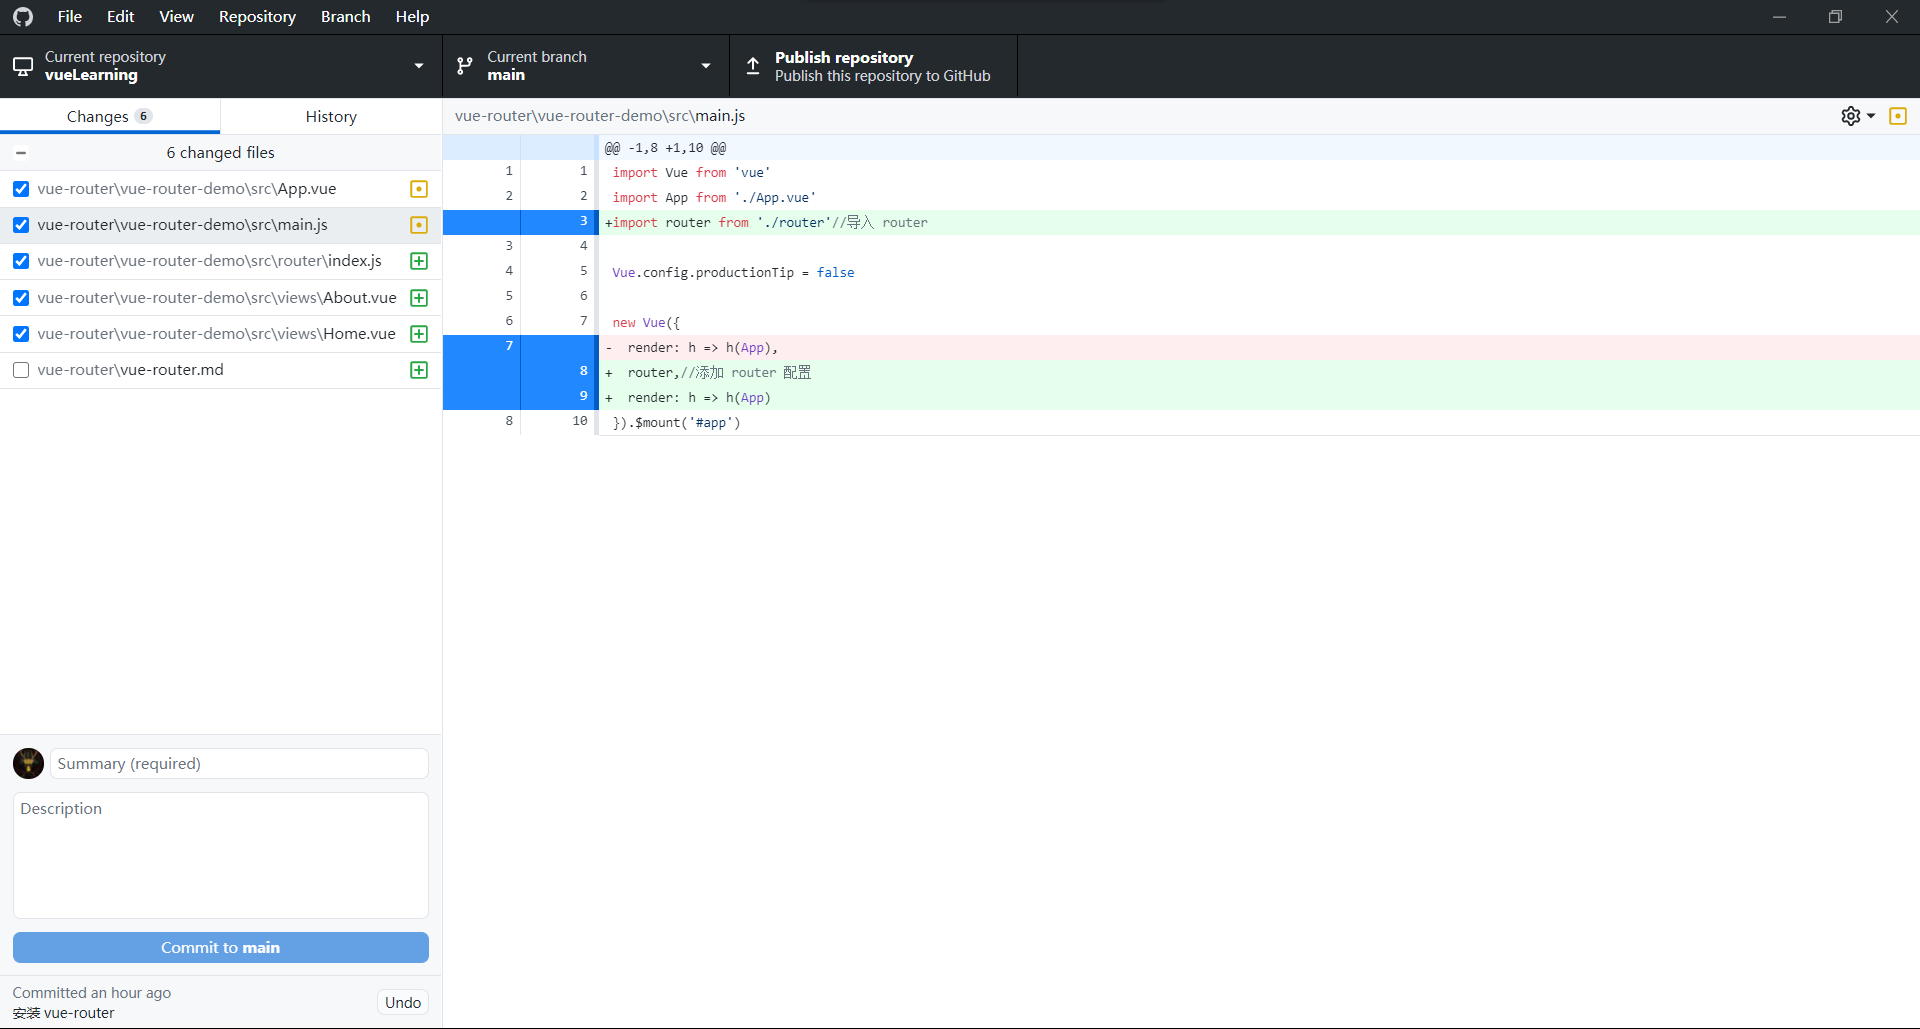 File Edit View Repository Branch Help
Current repository
vueLearning
Current branch
main
Publish repository
Publish this repository to GitHub
Changes 6
History
6 changed files
vue-router\vue-router-demo\src\App.vue
vue-router\vue-router-demo\src\main.js
vue-router\vue-router-demo\src\router\index.js
vue-router\vue-router-demo\src\views\About.vue
vue-router\vue-router-demo\src\views\Home.vue
vue-router\vue-router.md
Summary (required)
Description
Commit to main
Committed an hour ago
安装 vue-router
Undo
vue-router\vue-router-demo\src\main.js
@@ -1,8 +1,10 @@
1 1 import Vue from 'vue'
2 2 import App from './App.vue'
3 +import router from './router'//导入 router
3 4
4 5 Vue.config.productionTip = false
5 6
6 7 new Vue({
7 -  render: h => h(App),
8 +  router,//添加 router 配置
9 +  render: h => h(App)
8 10 }).$mount('#app')